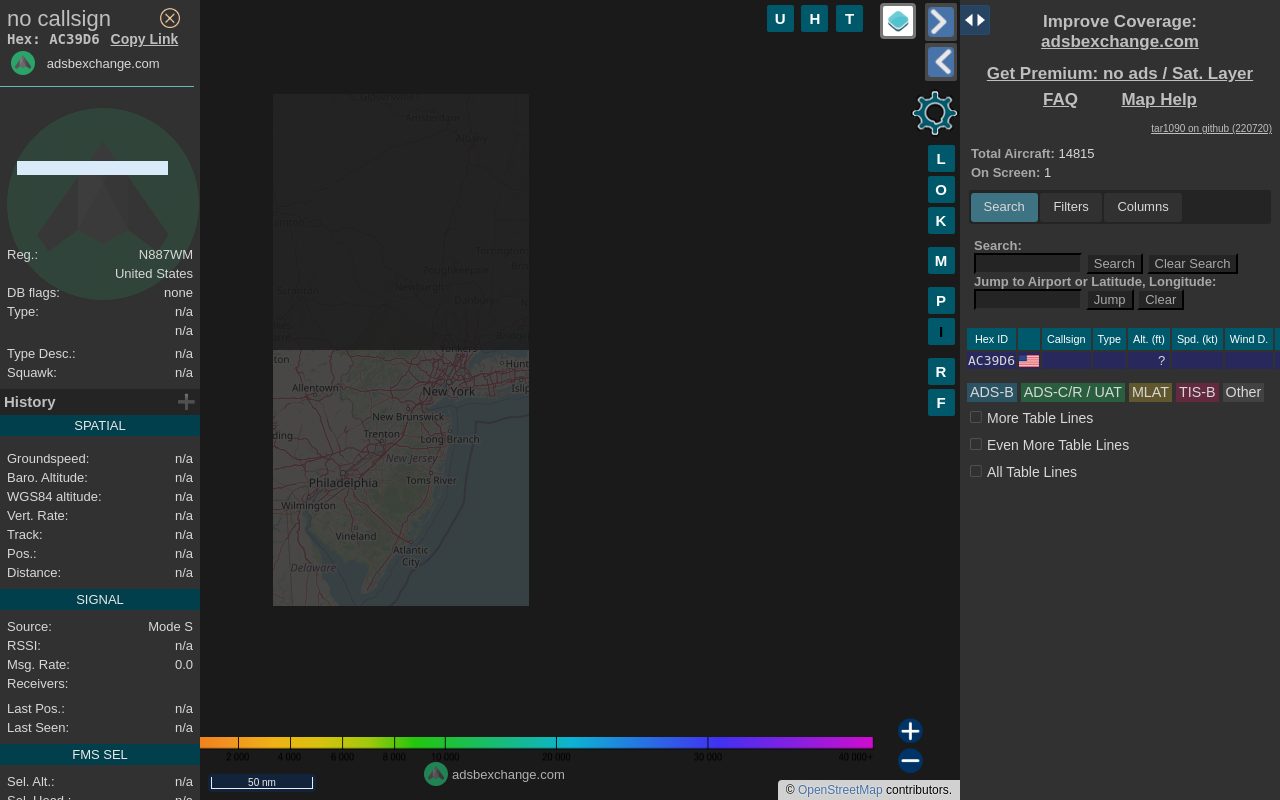 no callsign
Hex: AC39D6 Copy Link
adsbexchange.com
Reg.: N887WM
United States
DB flags: none
Type: n/a
n/a
Type Desc.: n/a
Squawk: n/a
History
SPATIAL
Groundspeed: n/a
Baro. Altitude: n/a
WGS84 altitude: n/a
Vert. Rate: n/a
Track: n/a
Pos.: n/a
Distance: n/a
SIGNAL
Source: Mode S
RSSI: n/a
Msg. Rate: 0.0
Receivers:
Last Pos.: n/a
Last Seen: n/a
FMS SEL
Sel. Alt.: n/a
Sel. Head.: n/a
U H T
L
O
K
M
P
I
R
F
Albany
Torrington
Poughkeepsie
Newburgh
Danbury
Scranton
Yonkers
Allentown
New York
New Brunswick
Trenton
Long Branch
New Jersey
Philadelphia
Toms River
Wilmington
Vineland
Atlantic
City
Delaware
2 000 4 000 6 000 8 000 10 000 20 000 30 000 40 000+
50 nm
adsbexchange.com
© OpenStreetMap contributors.
Improve Coverage:
adsbexchange.com
Get Premium: no ads / Sat. Layer
FAQ Map Help
tar1090 on github (220720)
Total Aircraft: 14815
On Screen: 1
Search Filters Columns
Search:
Search Clear Search
Jump to Airport or Latitude, Longitude:
Jump Clear
Hex ID Callsign Type Alt. (ft) Spd. (kt) Wind D.
AC39D6 ?
ADS-B ADS-C/R / UAT MLAT TIS-B Other
More Table Lines
Even More Table Lines
All Table Lines